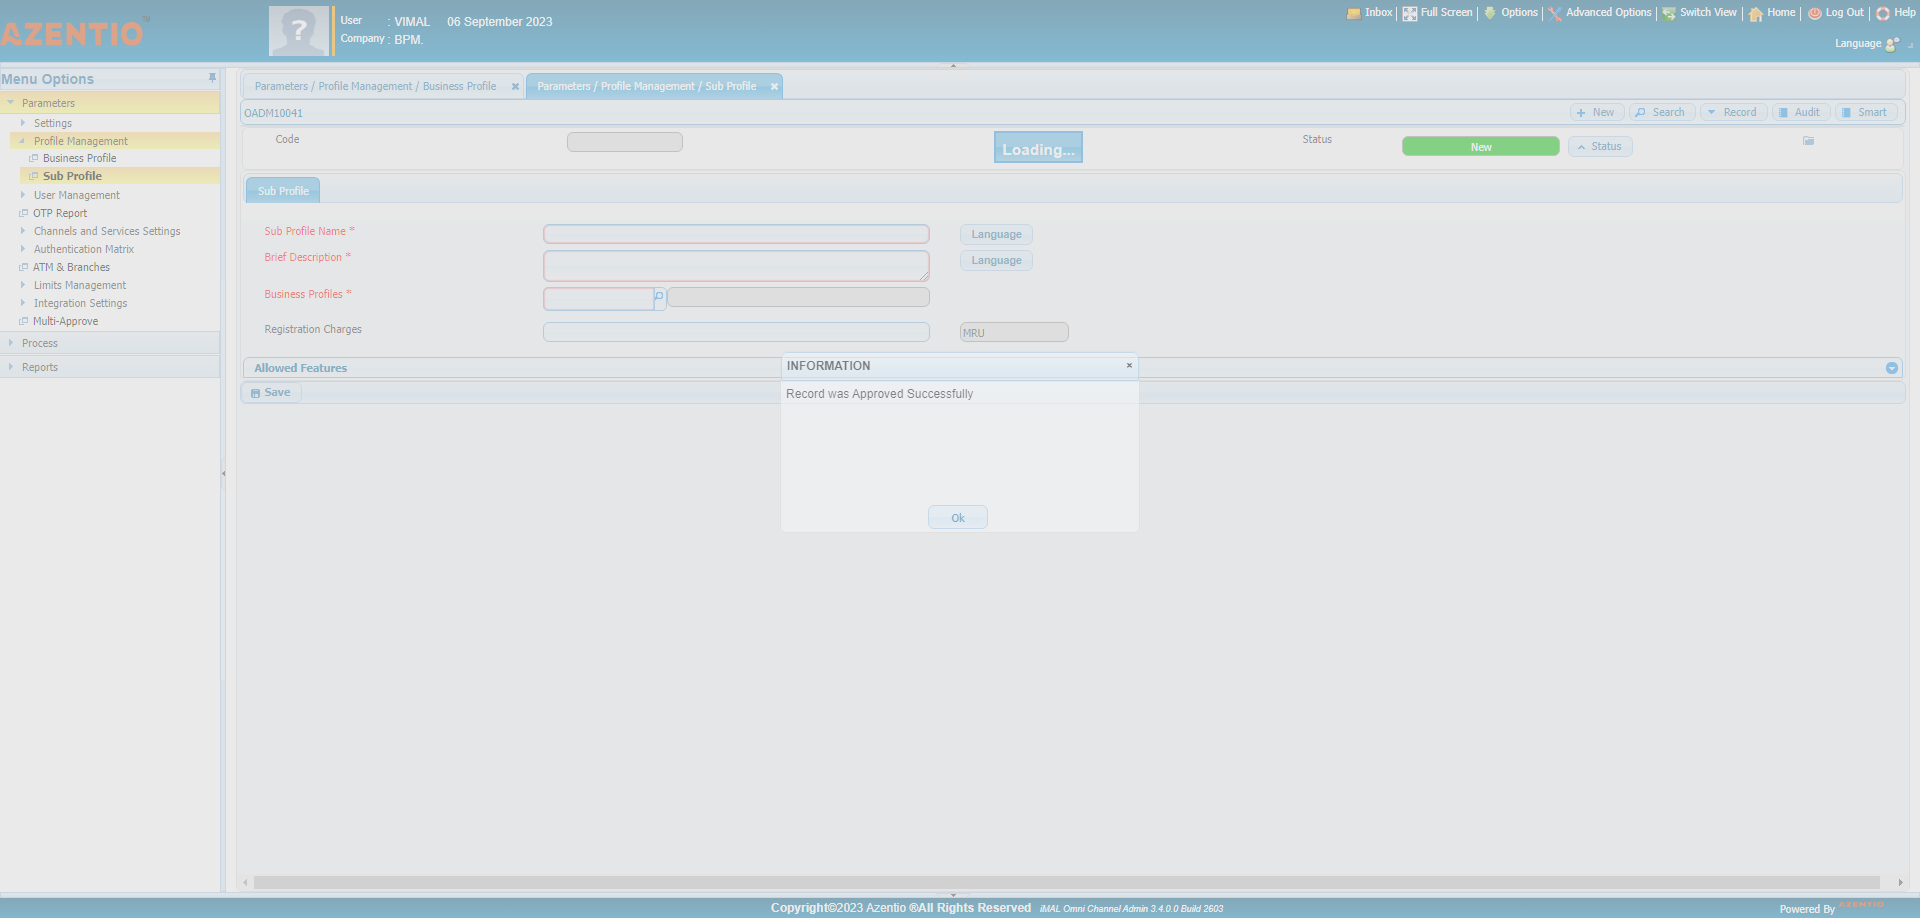 AZENTIO™
User : VIMAL 06 September 2023
Company : BPM.
Inbox Full Screen Options Advanced Options Switch View Home Log Out Help
Language
Menu Options
Parameters
Settings
Profile Management
Business Profile
Sub Profile
User Management
OTP Report
Channels and Services Settings
Authentication Matrix
ATM & Branches
Limits Management
Integration Settings
Multi-Approve
Process
Reports
Parameters / Profile Management / Business Profile
Parameters / Profile Management / Sub Profile
OADM10041
New Search Record Audit Smart
Code
Loading...
Status New Status
Sub Profile
Sub Profile Name * Language
Brief Description * Language
Business Profiles *
Registration Charges MRU
Allowed Features
Save
INFORMATION
Record was Approved Successfully
Ok
Copyright©2023 Azentio ®All Rights Reserved iMAL Omni Channel Admin 3.4.0.0 Build 2603
Powered By AZENTIO